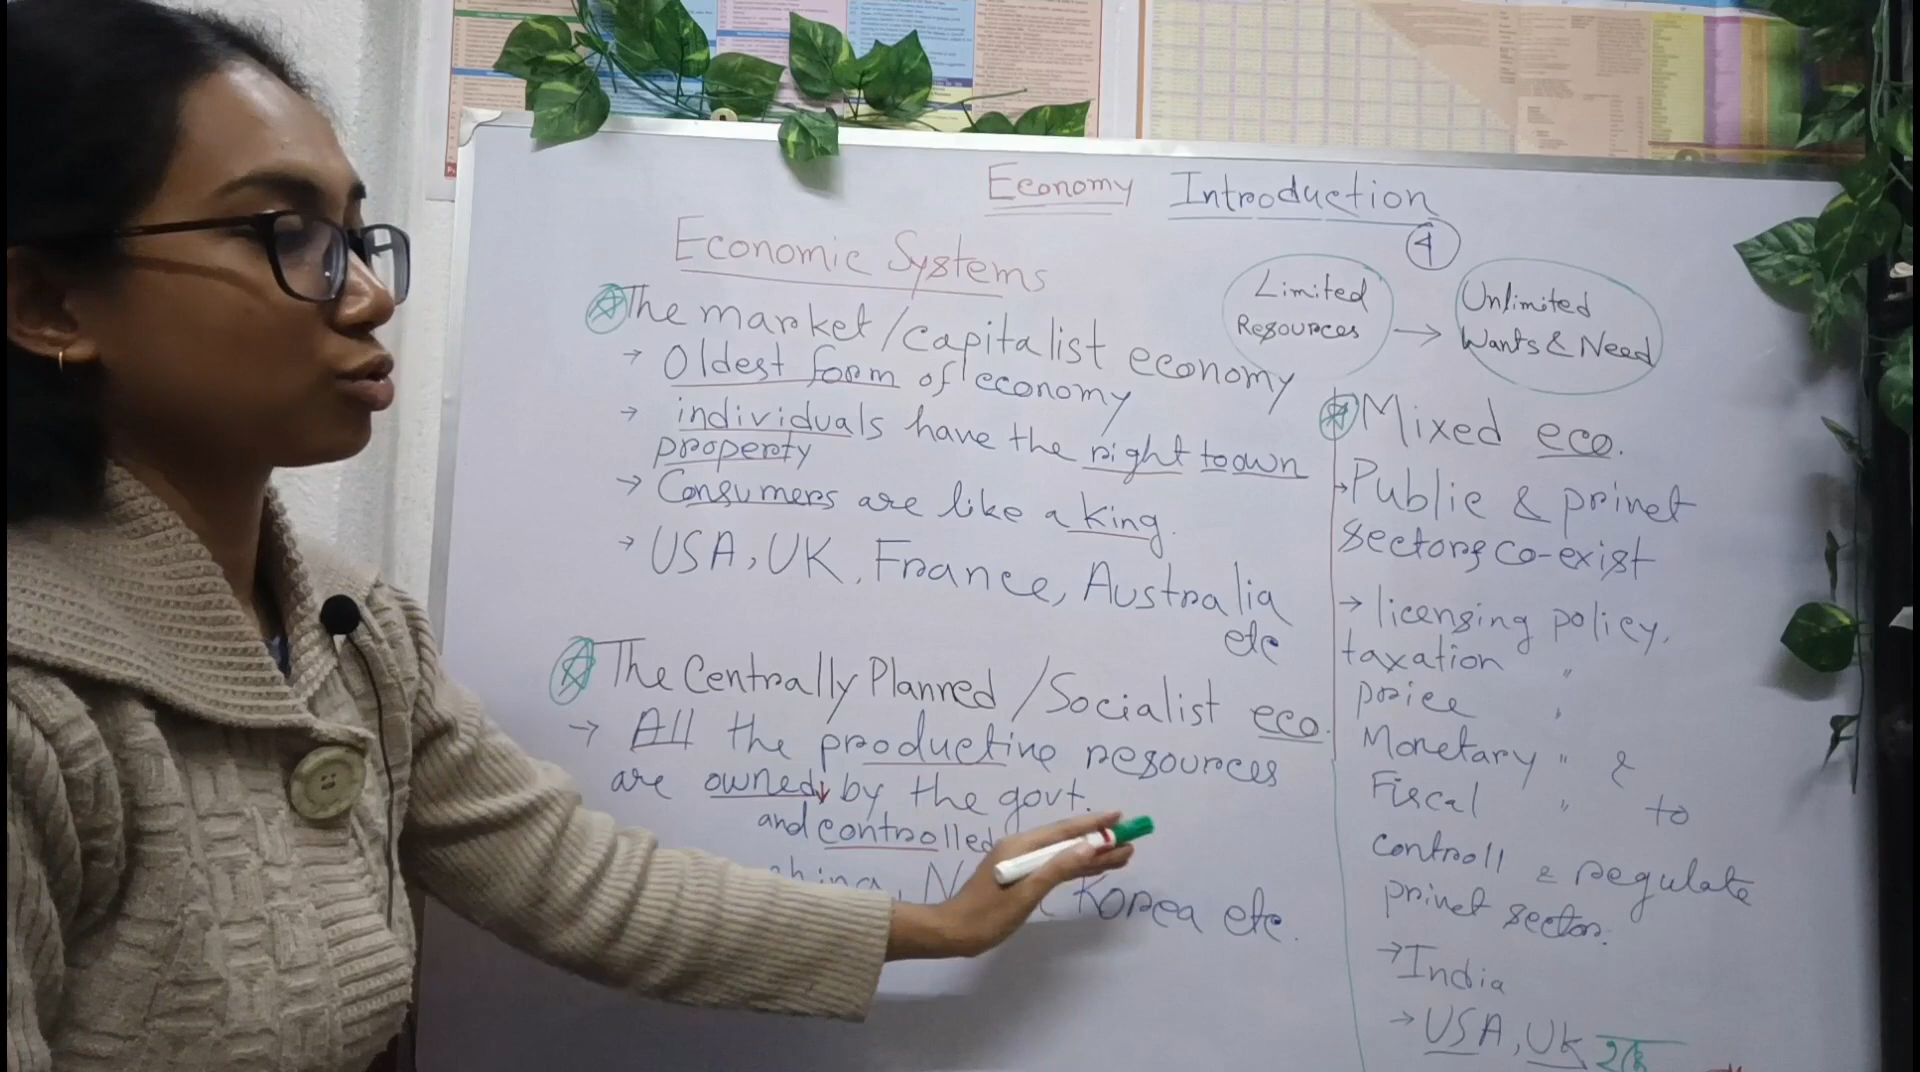 Economy Introduction
4
Economic Systems
The market/capitalist economy
→ Oldest form of economy
→ individuals have the right to own
property
→ Consumers are like a king.
→ USA, UK, France, Australia
etc
The Centrally Planned/Socialist eco.
→ All the productive resources
are owned by the govt.
and controlled
Korea etc.
Limited
Resources
→
Unlimited
Wants & Need
Mixed eco.
→ Public & privet
sectors co-exist
→ licensing policy,
taxation "
price "
Monetary " &
Fiscal " to
controll & regulate
privet sector.
→ India
→ USA, UK